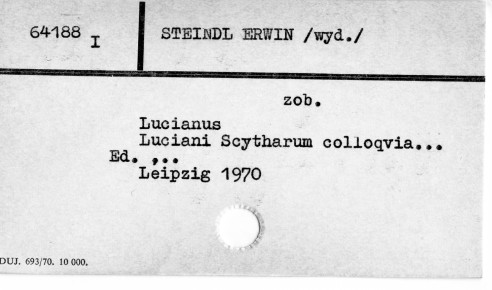 64188 I
STEINDL ERWIN /wyd./
zob.
Lucianus
Luciani Scytharum colloqvia...
Ed. ,..
Leipzig 1970
DUJ. 693/70. 10 000.